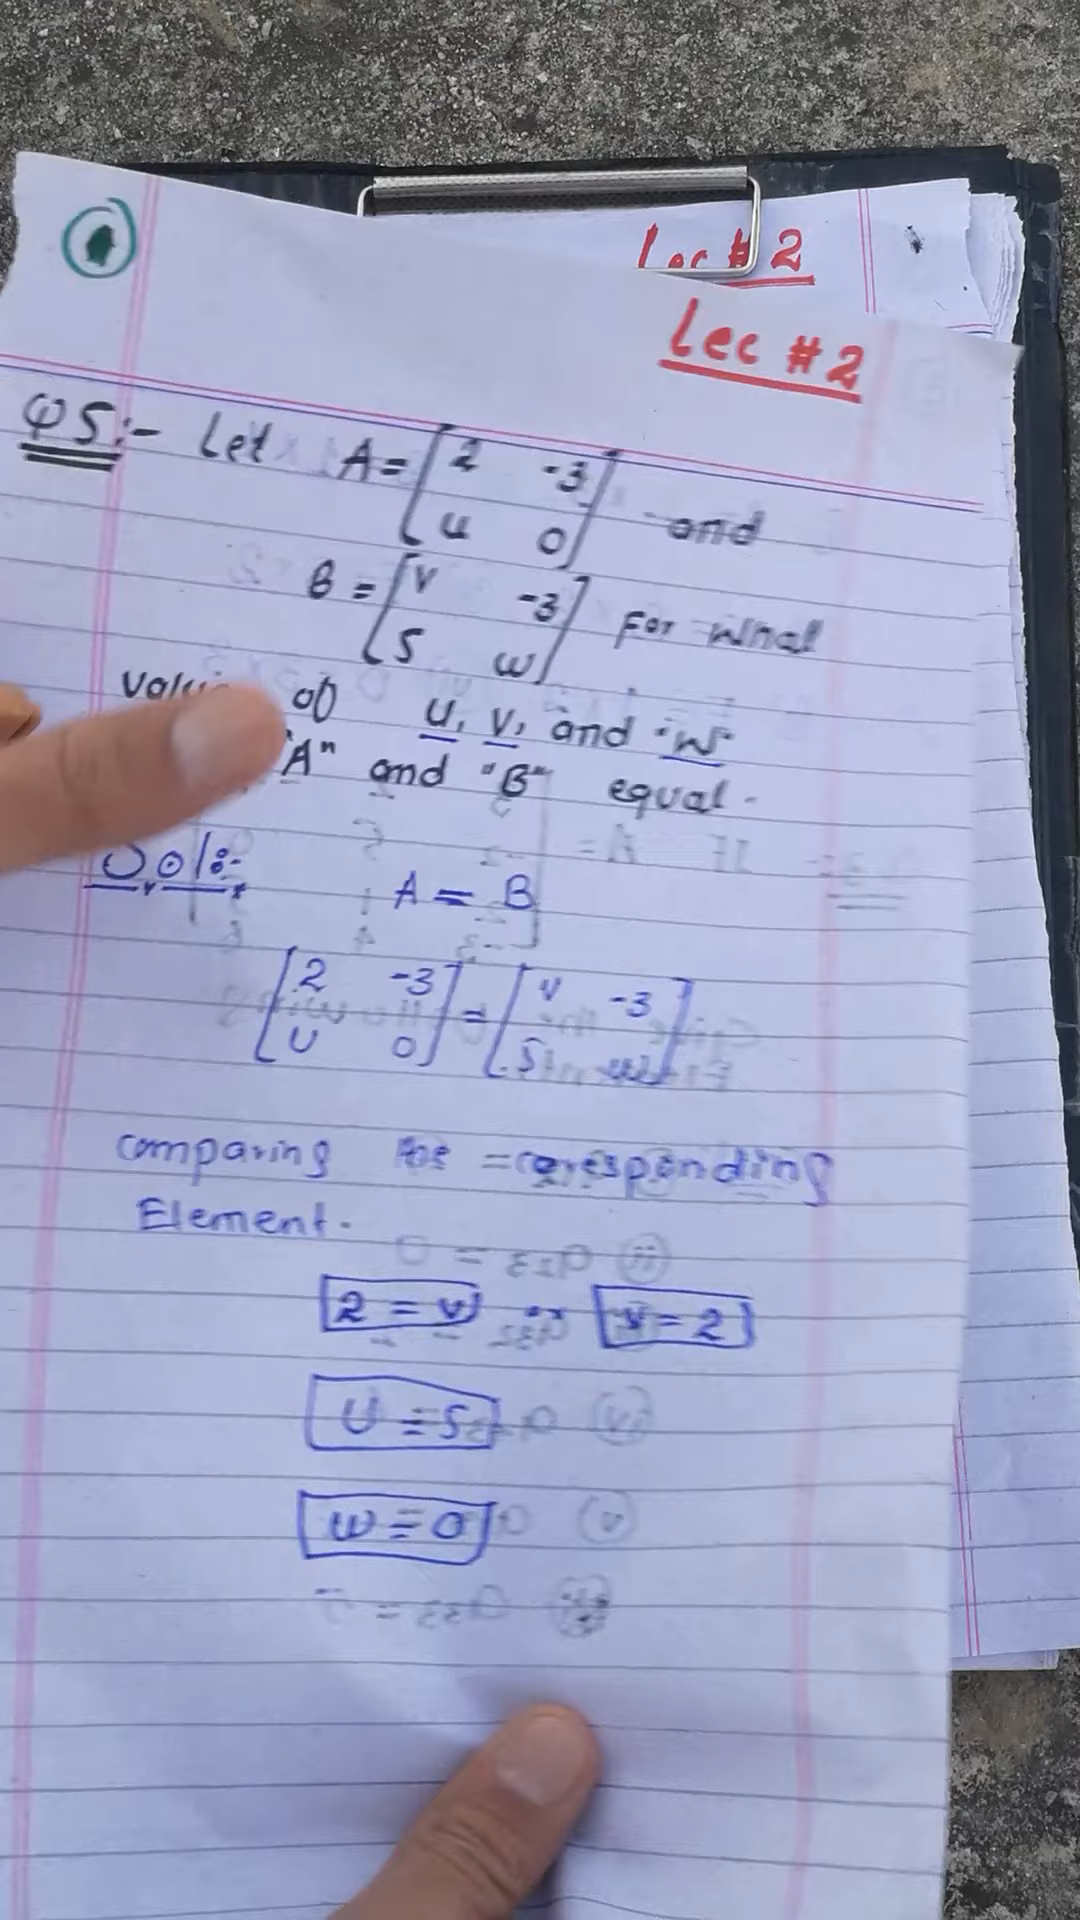 Lec # 2
Lec # 2
Q5:- Let A = [2 -3
u 0] and
B = [v -3
5 w] For What
of u, v, and "w"
"A" and "B" equal.
Sol:-
A = B
[2 -3
U 0] = [v -3
5 w]
comparing the = corresponding
Element.
2 = v or v = 2
U = 5
w = 0